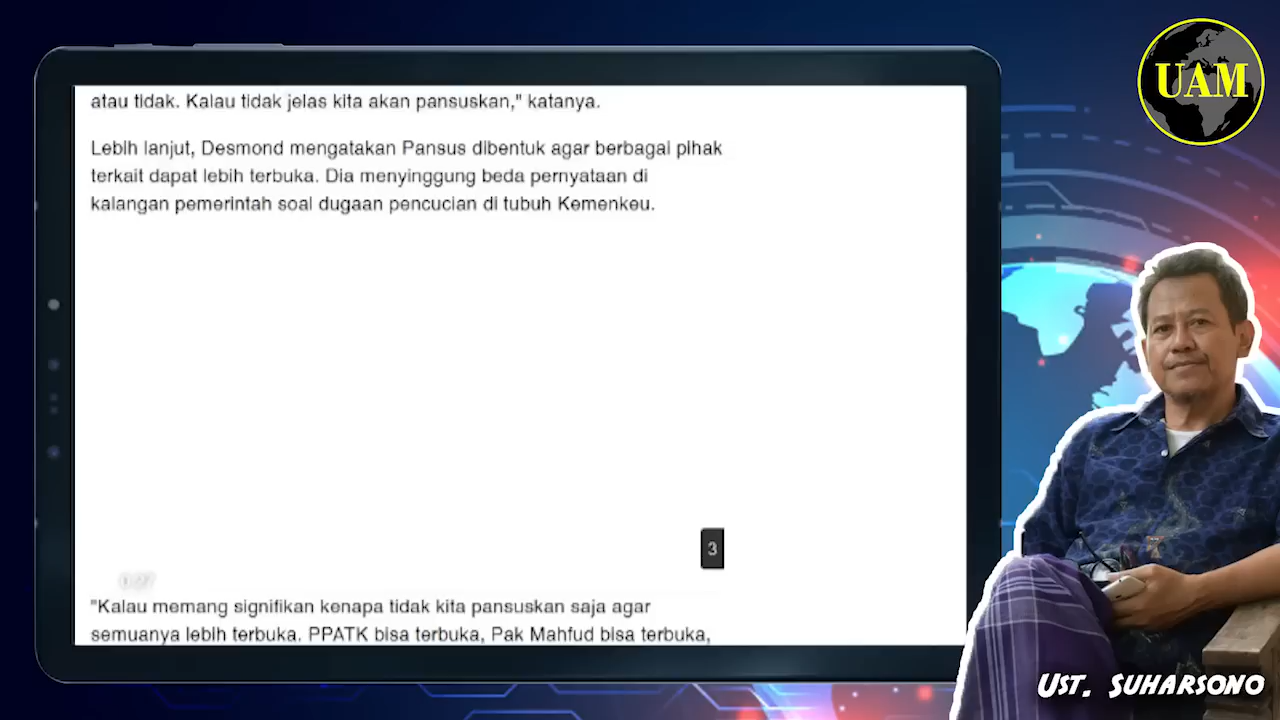 UAM
atau tidak. Kalau tidak jelas kita akan pansuskan," katanya.
Lebih lanjut, Desmond mengatakan Pansus dibentuk agar berbagai pihak
terkait dapat lebih terbuka. Dia menyinggung beda pernyataan di
kalangan pemerintah soal dugaan pencucian di tubuh Kemenkeu.
3
0:27
"Kalau memang signifikan kenapa tidak kita pansuskan saja agar
semuanya lebih terbuka. PPATK bisa terbuka, Pak Mahfud bisa terbuka,
UST. SUHARSONO